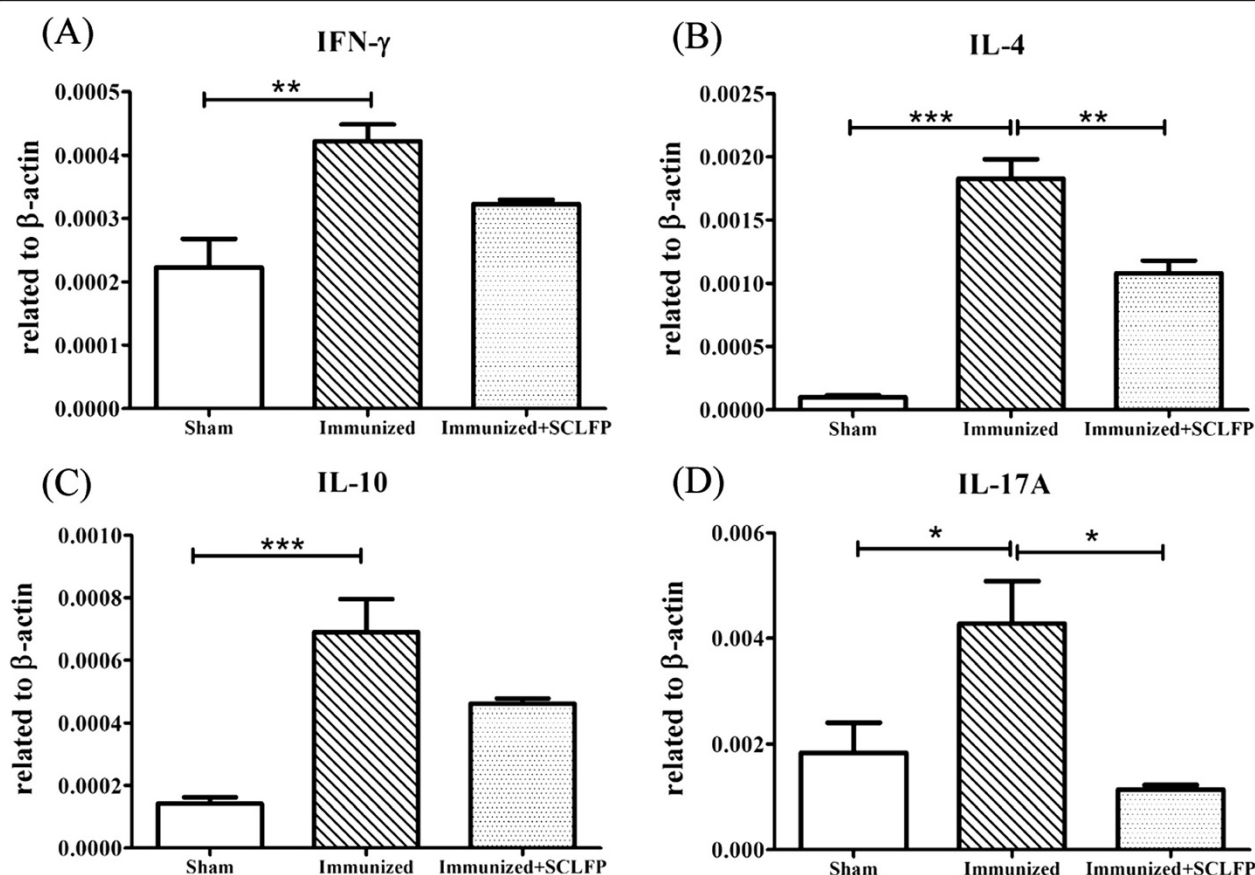 (A)
IFN-γ
**
0.0005
0.0004
0.0003
0.0002
0.0001
0.0000
related to β-actin
Sham Immunized Immunized+SCLFP
(B)
IL-4
*** **
0.0025
0.0020
0.0015
0.0010
0.0005
0.0000
related to β-actin
Sham Immunized Immunized+SCLFP
(C)
IL-10
***
0.0010
0.0008
0.0006
0.0004
0.0002
0.0000
related to β-actin
Sham Immunized Immunized+SCLFP
(D)
IL-17A
* *
0.006
0.004
0.002
0.000
related to β-actin
Sham Immunized Immunized+SCLFP